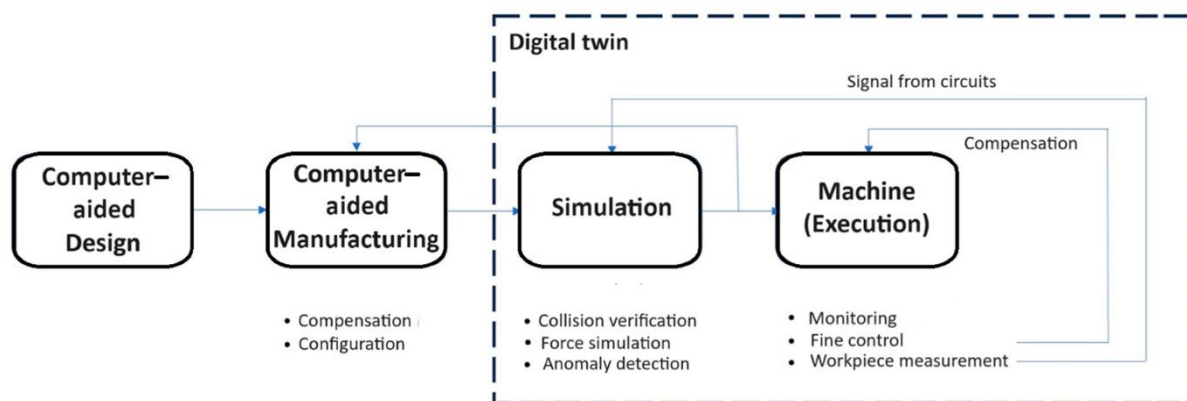 Digital twin
Signal from circuits
Compensation
Computer–
aided
Design
Computer–
aided
Manufacturing
Simulation
Machine
(Execution)
• Compensation
• Configuration
• Collision verification
• Force simulation
• Anomaly detection
• Monitoring
• Fine control
• Workpiece measurement